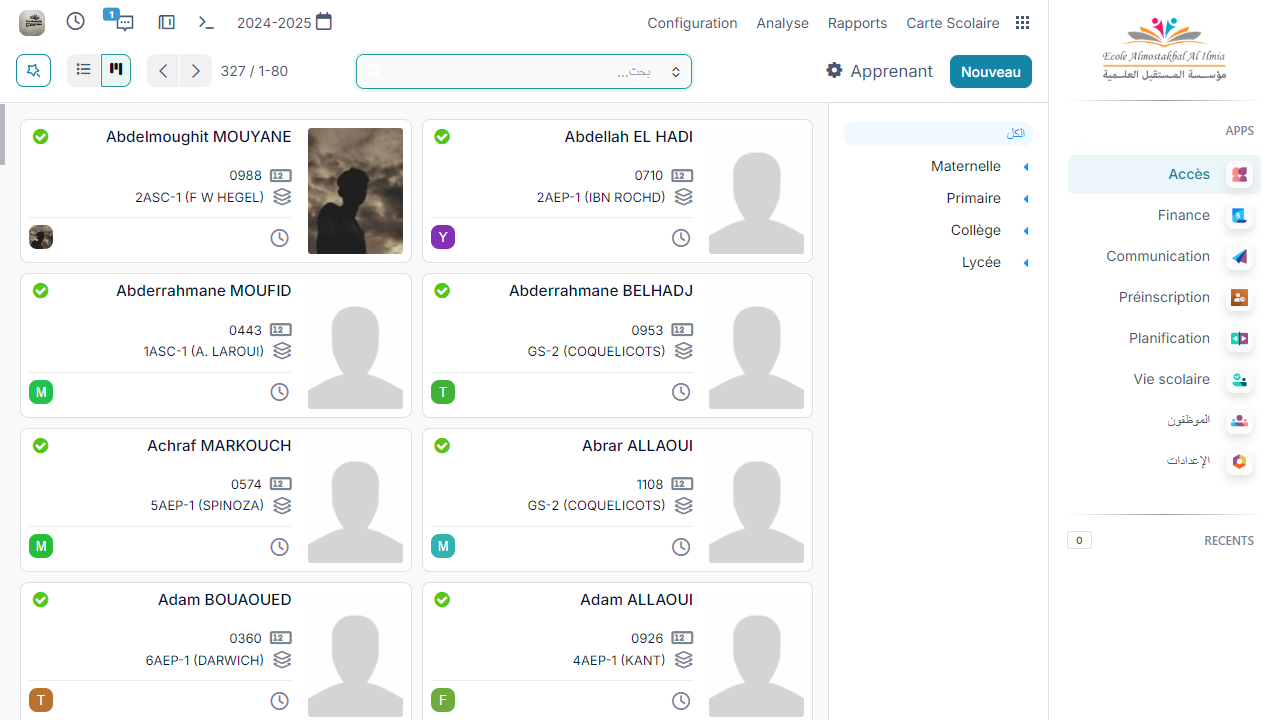 1
2024-2025
Configuration
Analyse
Rapports
Carte Scolaire
327 / 1-80
بحث...
Apprenant
Nouveau
Ecole Almostakbal Al Ilmia
مؤسسة المستقبل العلمية
APPS
Accès
Finance
Communication
Préinscription
Planification
Vie scolaire
الموظفون
الإعدادات
0
RECENTS
الكل
Maternelle
Primaire
Collège
Lycée
Abdelmoughit MOUYANE
0988
2ASC-1 (F W HEGEL)
Abdellah EL HADI
0710
2AEP-1 (IBN ROCHD)
Y
Abderrahmane MOUFID
0443
1ASC-1 (A. LAROUI)
M
Abderrahmane BELHADJ
0953
GS-2 (COQUELICOTS)
T
Achraf MARKOUCH
0574
5AEP-1 (SPINOZA)
M
Abrar ALLAOUI
1108
GS-2 (COQUELICOTS)
M
Adam BOUAOUED
0360
6AEP-1 (DARWICH)
T
Adam ALLAOUI
0926
4AEP-1 (KANT)
F